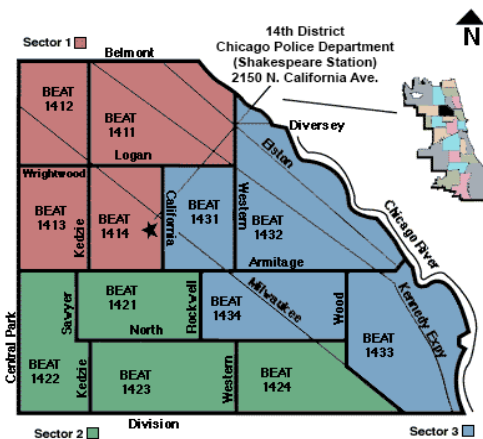 Sector 1
Belmont
14th District
Chicago Police Department
(Shakespeare Station)
2150 N. California Ave.
N
BEAT
1412
BEAT
1411
Logan
Diversey
Elston
Wrightwood
BEAT
1413
Kedzie
BEAT
1414
California
BEAT
1431
Western
BEAT
1432
Chicago River
Armitage
Central Park
Sawyer
BEAT
1421
North
Rockwell
BEAT
1434
Milwaukee
Wood
BEAT
1433
Kennedy Expy
BEAT
1422
Kedzie
BEAT
1423
Western
BEAT
1424
Division
Sector 2
Sector 3